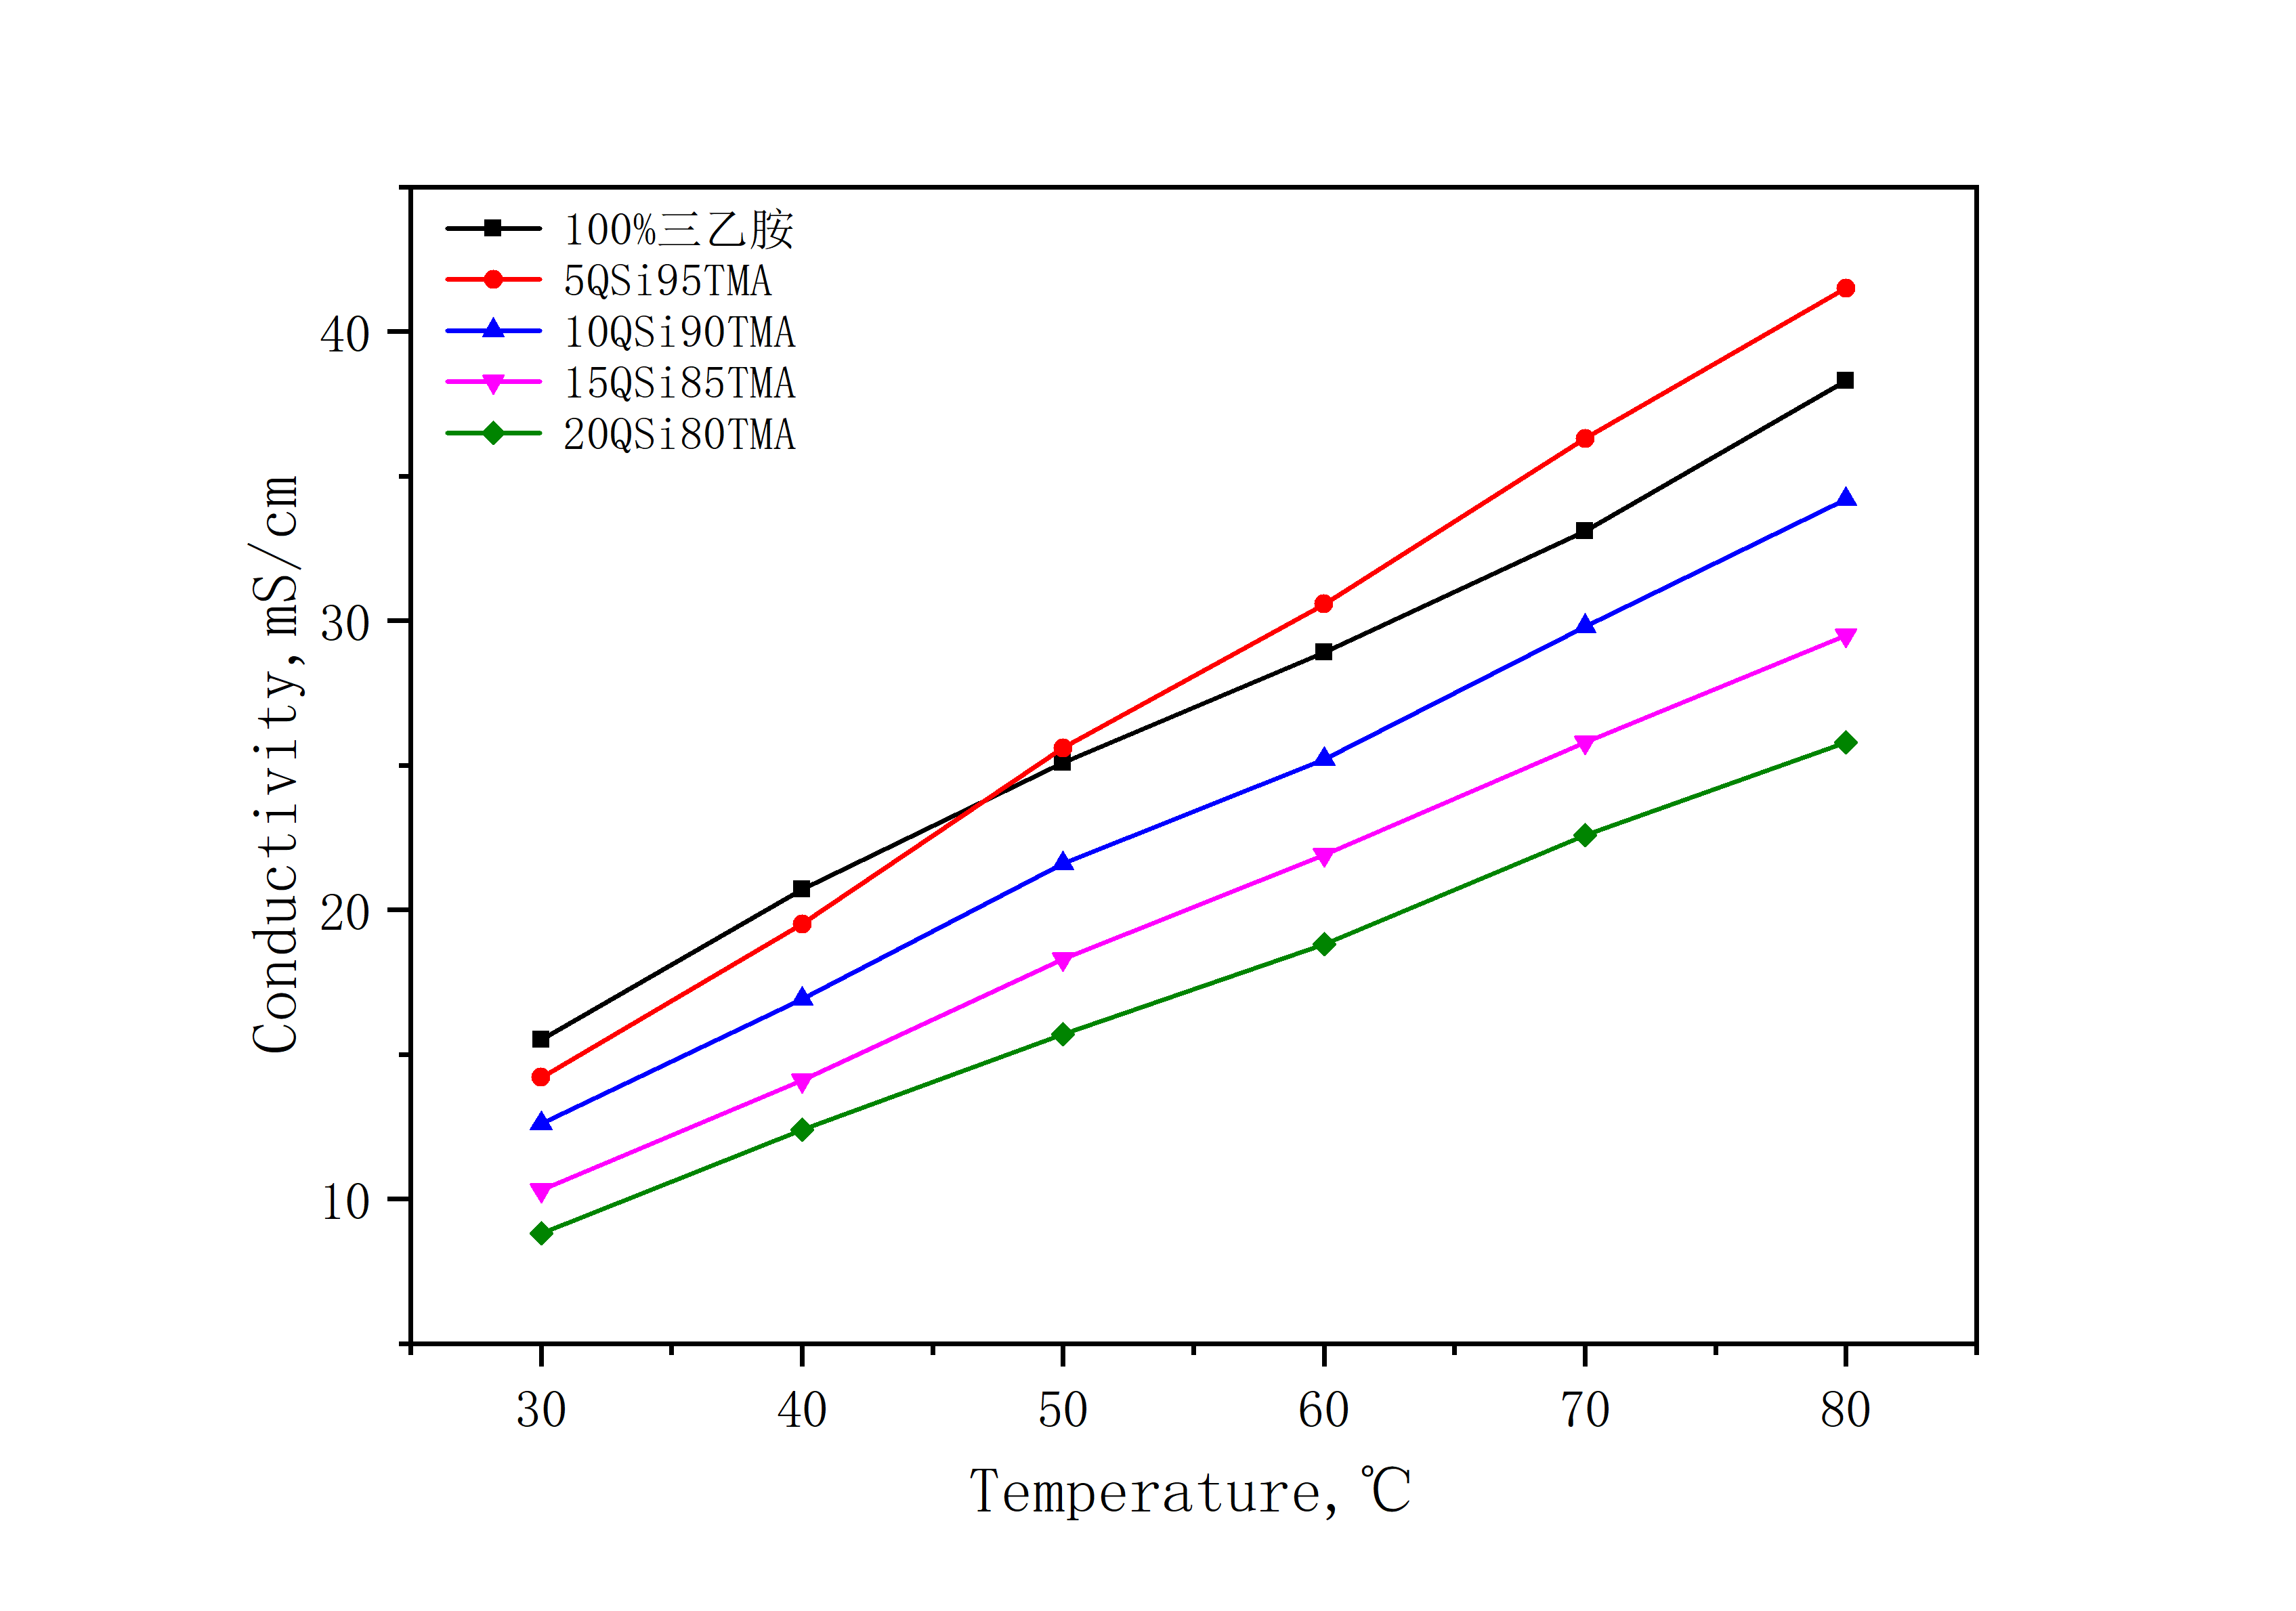 100%三乙胺
5QSi95TMA
10QSi90TMA
15QSi85TMA
20QSi80TMA
Conductivity,mS/cm
40
30
20
10
30 40 50 60 70 80
Temperature,℃